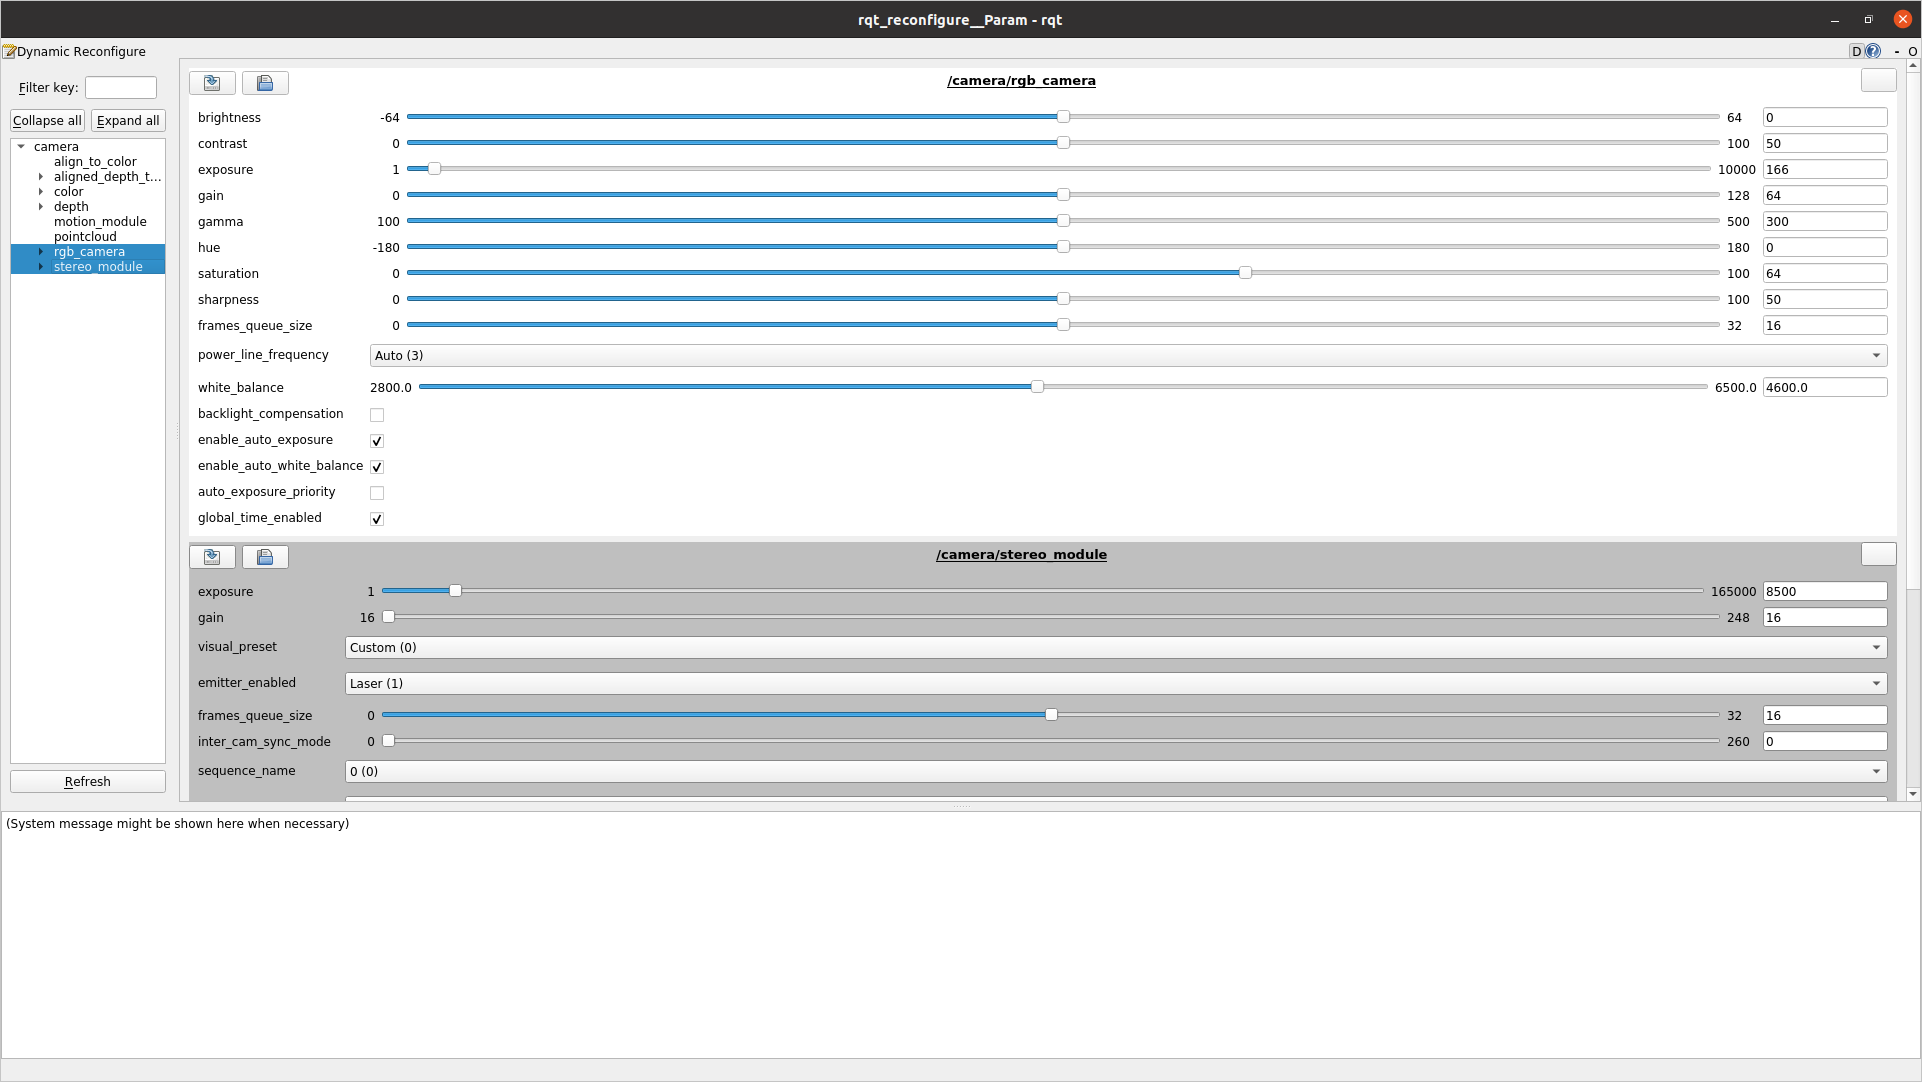 rqt_reconfigure__Param - rqt
Dynamic Reconfigure
D ? - O
Filter key:
Collapse all Expand all
camera
align_to_color
aligned_depth_t...
color
depth
motion_module
pointcloud
rgb_camera
stereo_module
Refresh
/camera/rgb_camera
brightness -64 64 0
contrast 0 100 50
exposure 1 10000 166
gain 0 128 64
gamma 100 500 300
hue -180 180 0
saturation 0 100 64
sharpness 0 100 50
frames_queue_size 0 32 16
power_line_frequency Auto (3)
white_balance 2800.0 6500.0 4600.0
backlight_compensation
enable_auto_exposure
enable_auto_white_balance
auto_exposure_priority
global_time_enabled
/camera/stereo_module
exposure 1 165000 8500
gain 16 248 16
visual_preset Custom (0)
emitter_enabled Laser (1)
frames_queue_size 0 32 16
inter_cam_sync_mode 0 260 0
sequence_name 0 (0)
(System message might be shown here when necessary)